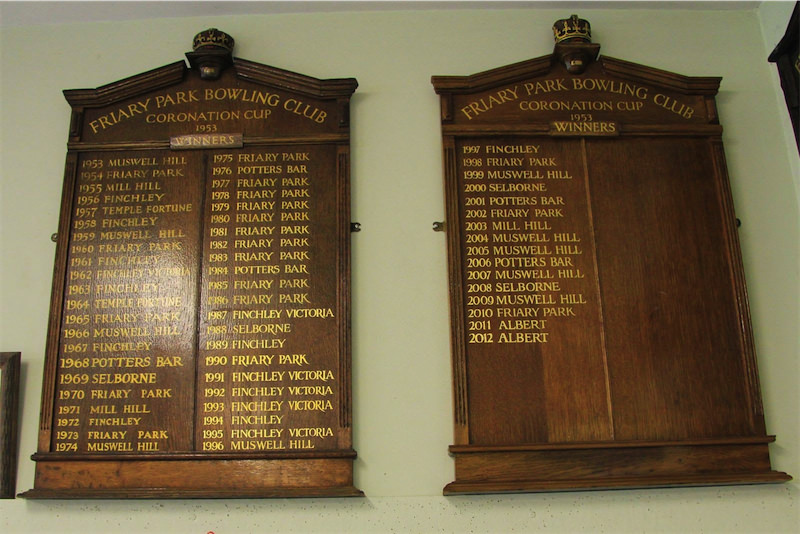 FRIARY PARK BOWLING CLUB
CORONATION CUP
1953
WINNERS
1953 MUSWELL HILL
1954 FRIARY PARK
1955 MILL HILL
1956 FINCHLEY
1957 TEMPLE FORTUNE
1958 FINCHLEY
1959 MUSWELL HILL
1960 FRIARY PARK
1961 FINCHLEY
1962 FINCHLEY VICTORIA
1963 FINCHLEY
1964 TEMPLE FORTUNE
1965 FRIARY PARK
1966 MUSWELL HILL
1967 FINCHLEY
1968 POTTERS BAR
1969 SELBORNE
1970 FRIARY PARK
1971 MILL HILL
1972 FINCHLEY
1973 FRIARY PARK
1974 MUSWELL HILL
1975 FRIARY PARK
1976 POTTERS BAR
1977 FRIARY PARK
1978 FRIARY PARK
1979 FRIARY PARK
1980 FRIARY PARK
1981 FRIARY PARK
1982 FRIARY PARK
1983 FRIARY PARK
1984 POTTERS BAR
1985 FRIARY PARK
1986 FRIARY PARK
1987 FINCHLEY VICTORIA
1988 SELBORNE
1989 FINCHLEY
1990 FRIARY PARK
1991 FINCHLEY VICTORIA
1992 FINCHLEY VICTORIA
1993 FINCHLEY VICTORIA
1994 FINCHLEY
1995 FINCHLEY VICTORIA
1996 MUSWELL HILL
FRIARY PARK BOWLING CLUB
CORONATION CUP
1953
WINNERS
1997 FINCHLEY
1998 FRIARY PARK
1999 MUSWELL HILL
2000 SELBORNE
2001 POTTERS BAR
2002 FRIARY PARK
2003 MILL HILL
2004 MUSWELL HILL
2005 MUSWELL HILL
2006 POTTERS BAR
2007 MUSWELL HILL
2008 SELBORNE
2009 MUSWELL HILL
2010 FRIARY PARK
2011 ALBERT
2012 ALBERT